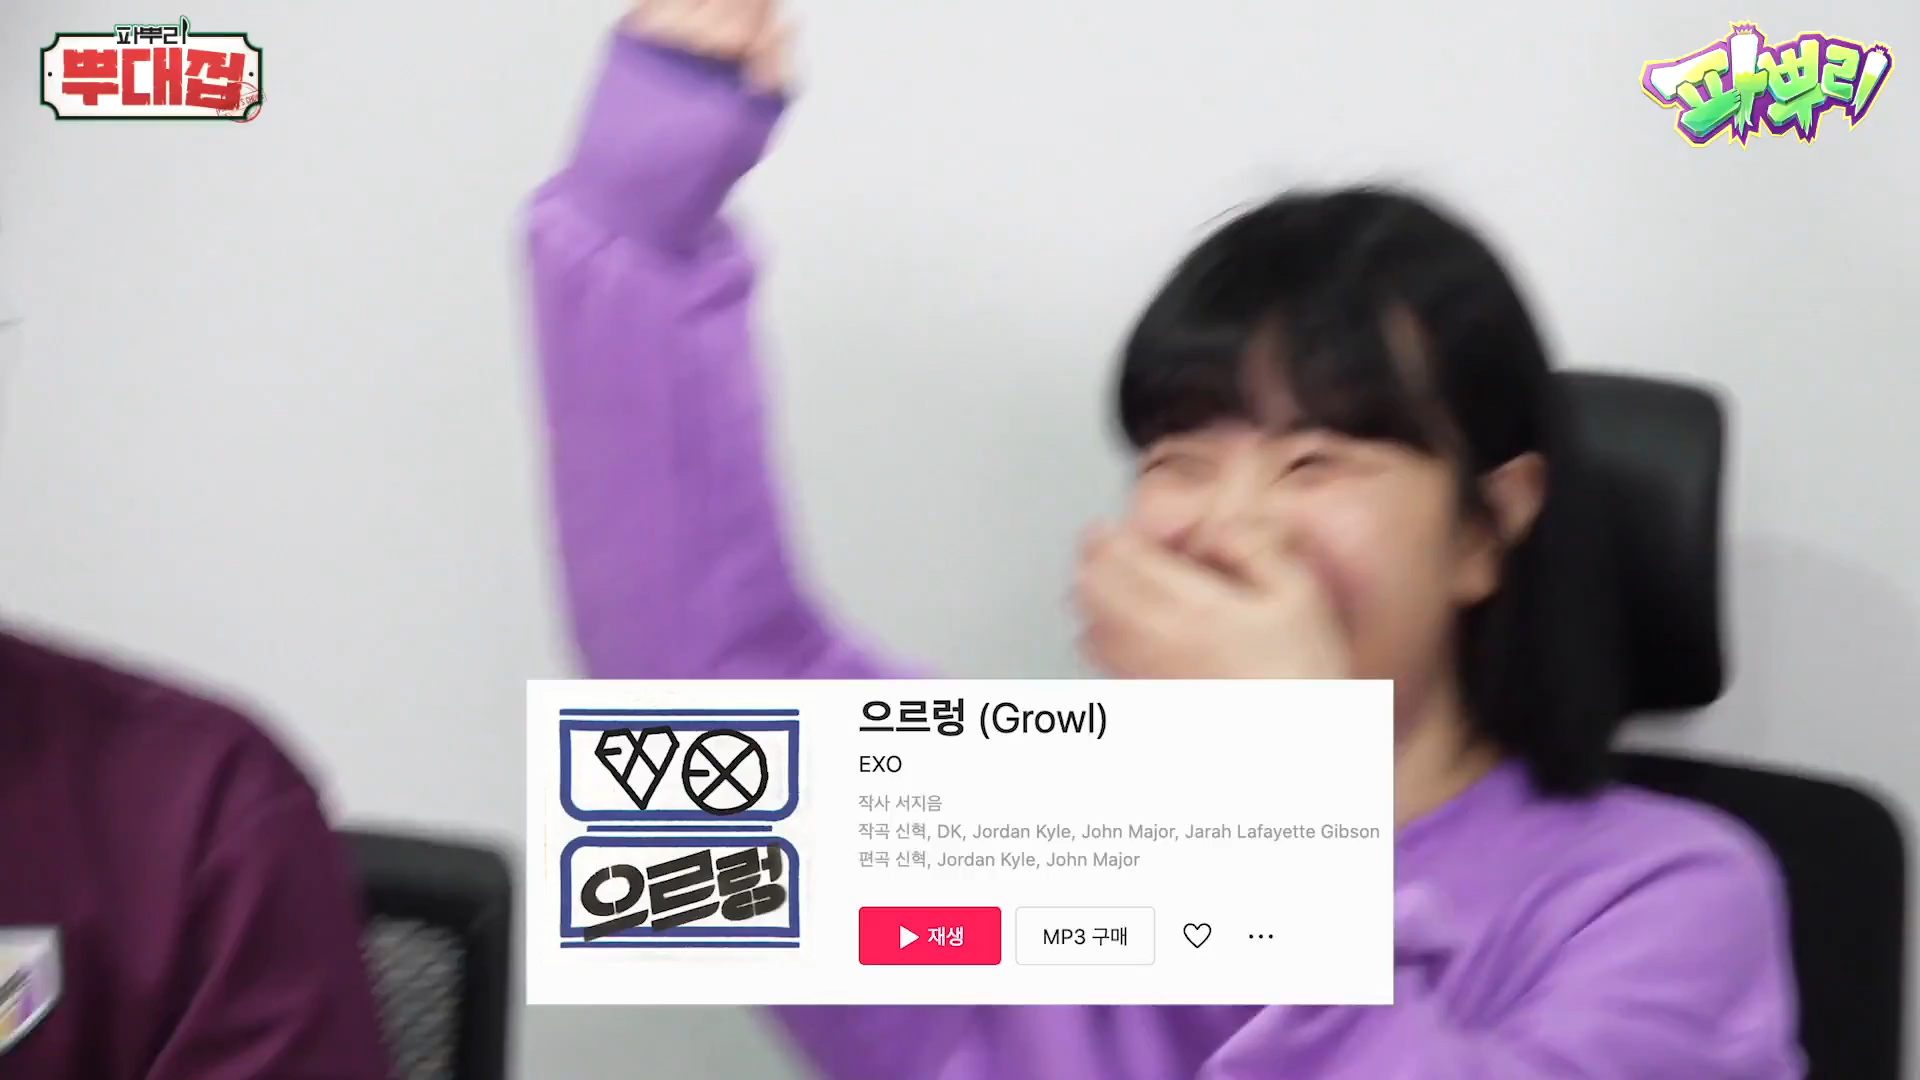 파뿌리
뿌대껍
파뿌리
으르렁 (Growl)
EXO
작사 서지음
작곡 신혁, DK, Jordan Kyle, John Major, Jarah Lafayette Gibson
편곡 신혁, Jordan Kyle, John Major
EXO
EX
으르렁
재생
MP3 구매